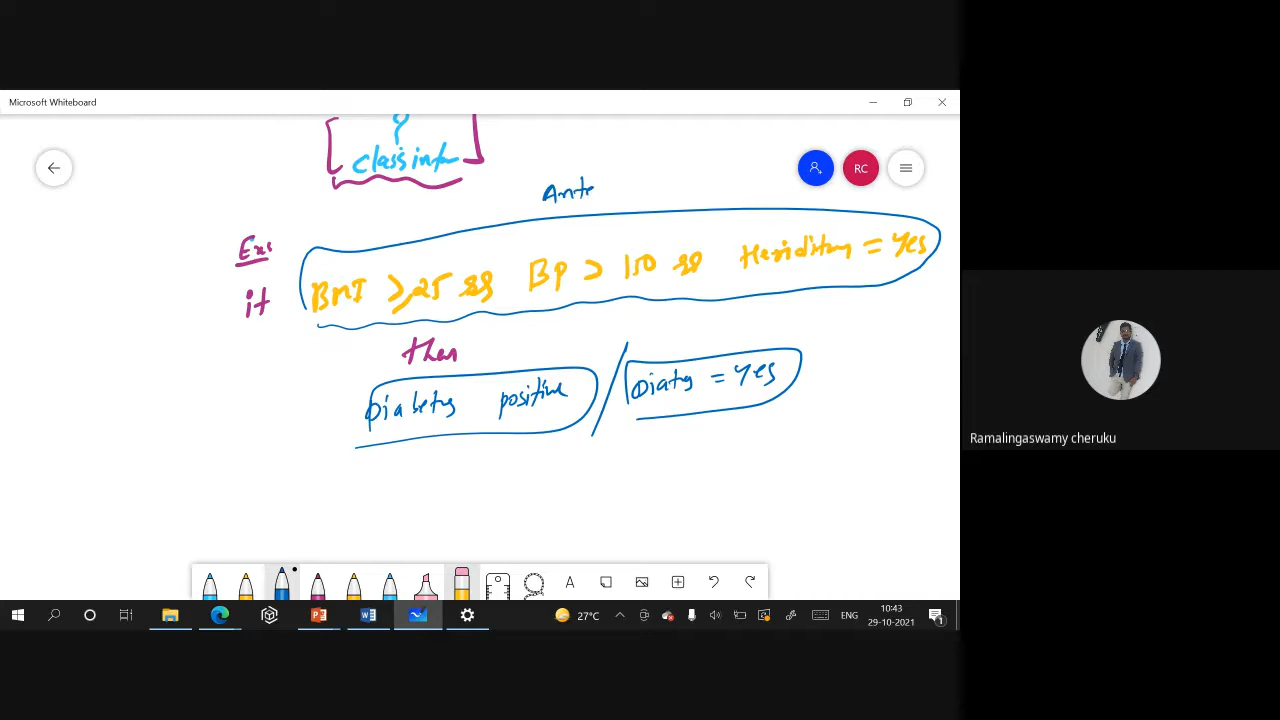 Microsoft Whiteboard
class info
RC
Ante
Ex:
if BMI ≥ 25 && BP > 150 && Heriditary = Yes
then
Diabetes positive / = Yes
A
27°C
ENG
10:43
29-10-2021
1
Ramalingaswamy cheruku